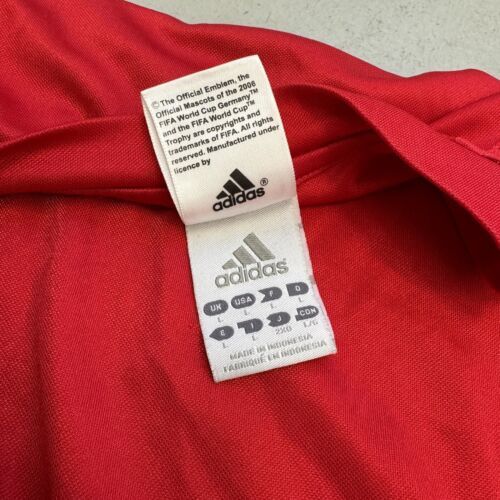 © The Official Emblem, the
Official Mascots of the 2006
FIFA World Cup Germany™
and the FIFA World Cup™
Trophy are copyrights and
trademarks of FIFA. All rights
reserved. Manufactured under
licence by
adidas®
adidas®
UK USA F D
L L L L
E I J CDN
L L 2XO L/G
MADE IN INDONESIA
FABRIQUÉ EN INDONESIA